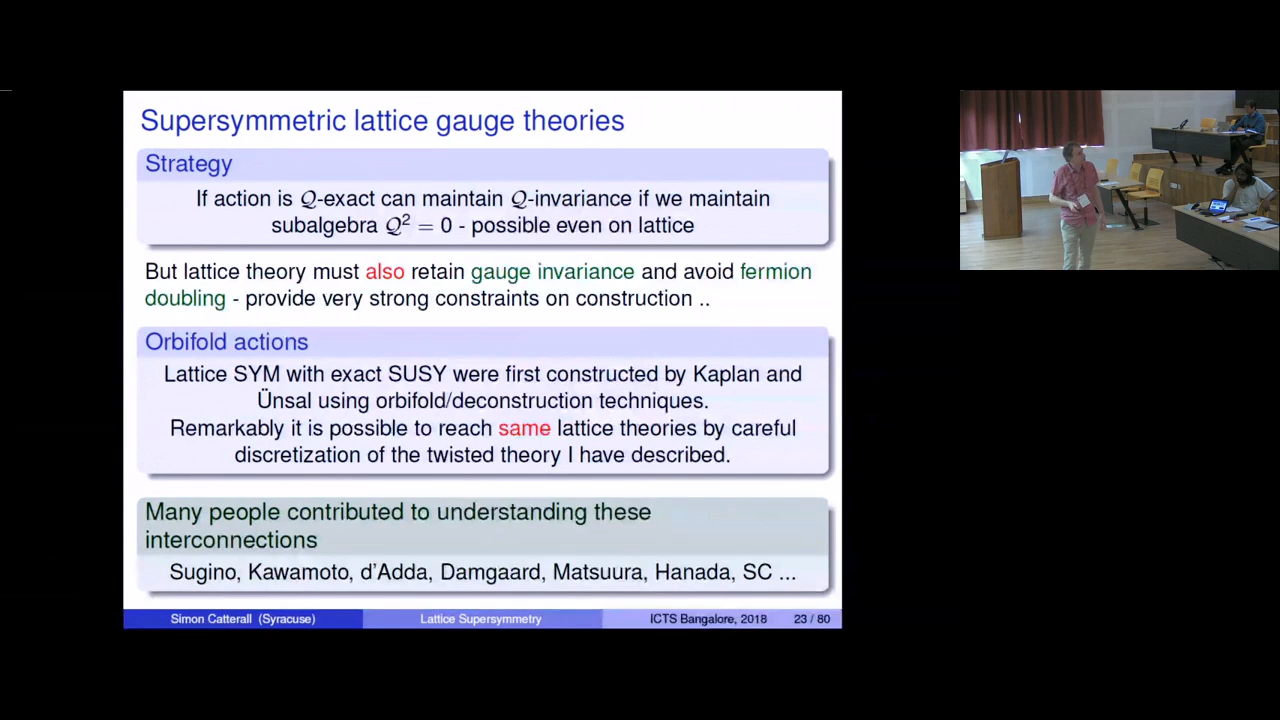 Supersymmetric lattice gauge theories
Strategy
If action is 𝒬-exact can maintain 𝒬-invariance if we maintain
subalgebra 𝒬² = 0 - possible even on lattice
But lattice theory must also retain gauge invariance and avoid fermion
doubling - provide very strong constraints on construction ..
Orbifold actions
Lattice SYM with exact SUSY were first constructed by Kaplan and
Ünsal using orbifold/deconstruction techniques.
Remarkably it is possible to reach same lattice theories by careful
discretization of the twisted theory I have described.
Many people contributed to understanding these
interconnections
Sugino, Kawamoto, d'Adda, Damgaard, Matsuura, Hanada, SC ...
Simon Catterall (Syracuse) Lattice Supersymmetry ICTS Bangalore, 2018 23 / 80